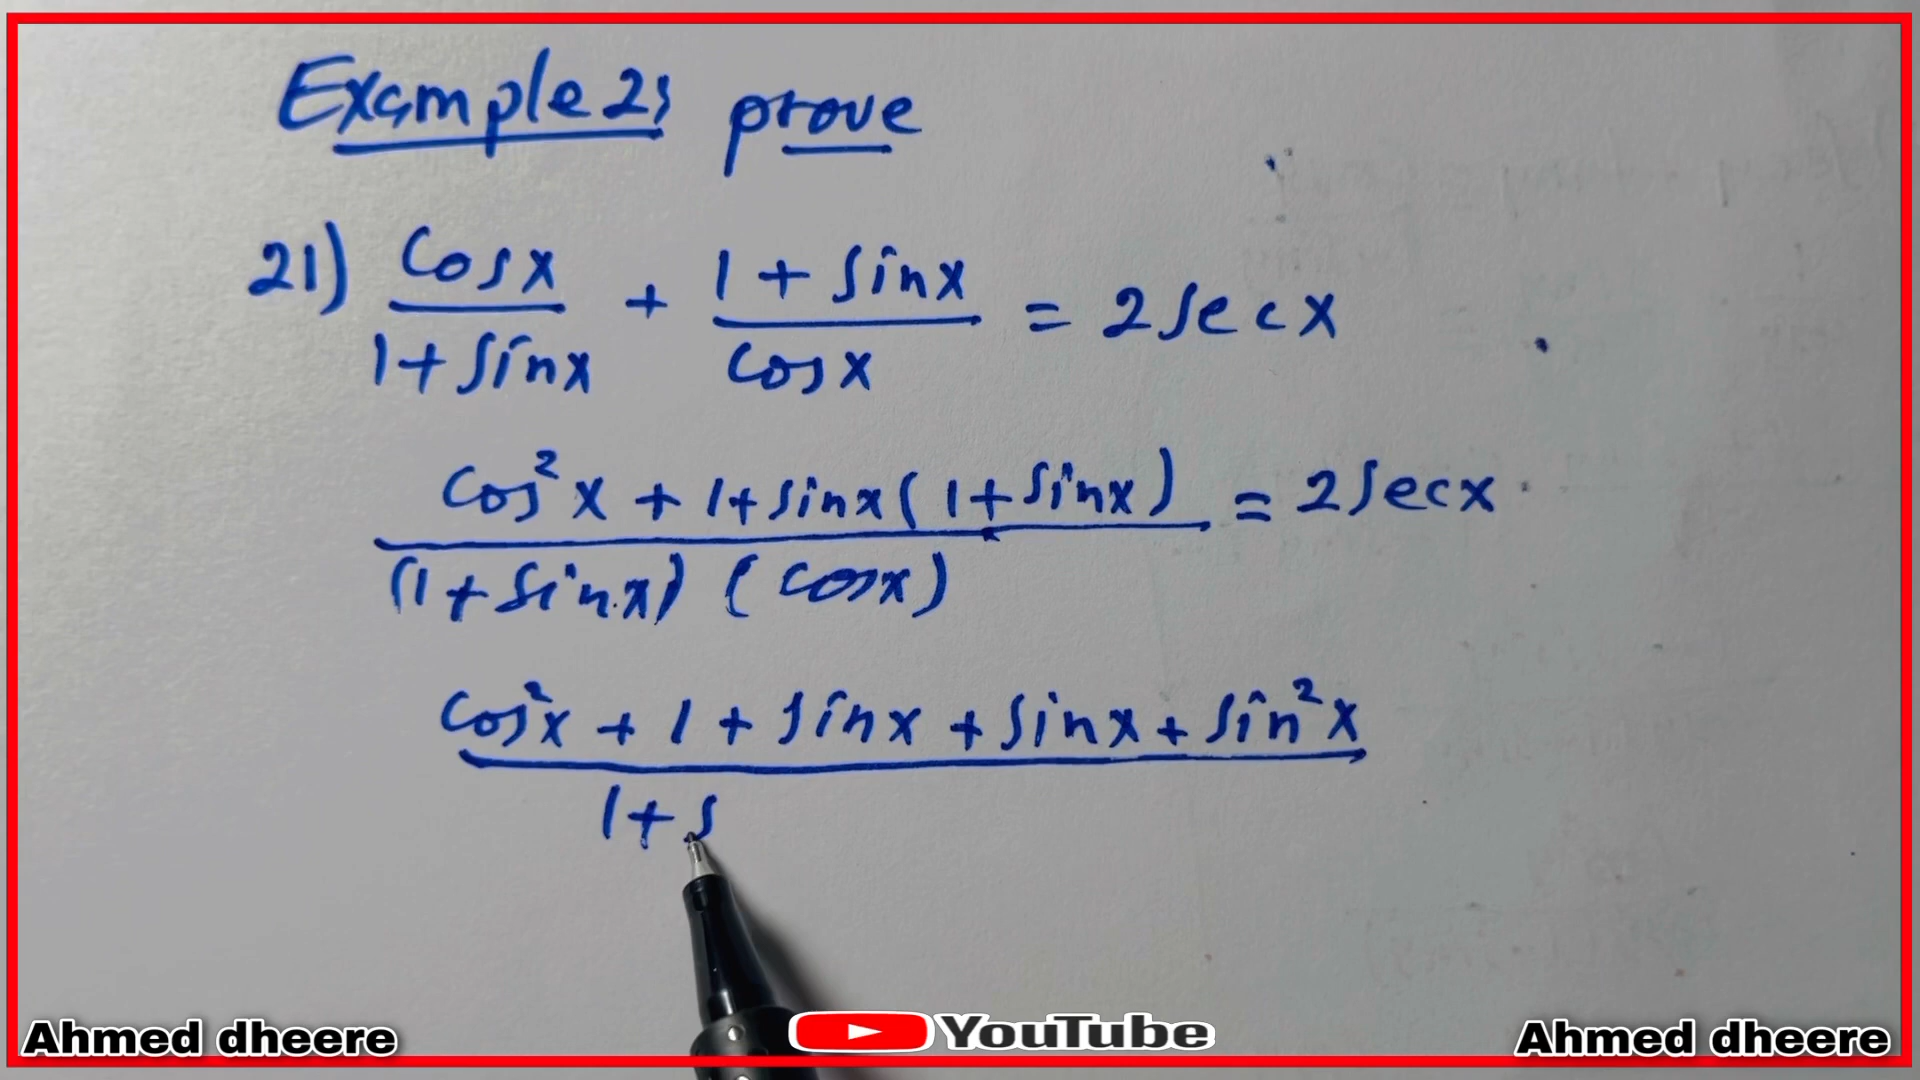 Example 2; prove
21) cosx / 1 + sinx + 1 + sinx / cosx = 2secx
cos²x + 1 + sinx(1 + sinx) / (1 + sin.x) (cosx) = 2secx
cos²x + 1 + sinx + sinx + sin²x / 1 + s
Ahmed dheere YouTube Ahmed dheere